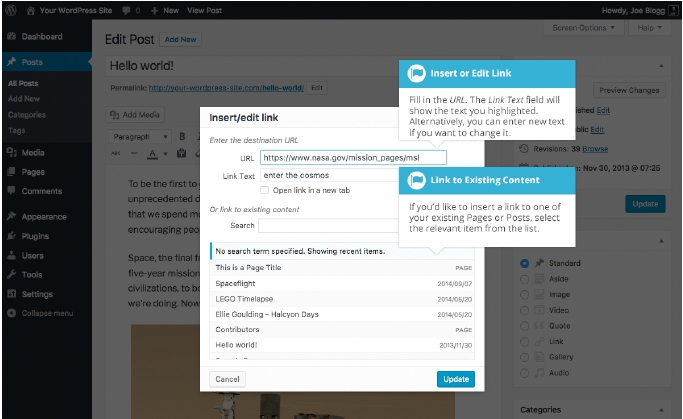 Your WordPress Site 0 New View Post Howdy, Joe Blogg
Screen Options Help
Dashboard
Posts
All Posts
Add New
Categories
Tags
Media
Pages
Comments
Appearance
Plugins
Users
Tools
Settings
Collapse menu
Edit Post Add New
Hello world!
Permalink: http://your-wordpress-site.com/hello-world/ Edit
Add Media
Paragraph
To be the first to
unprecedented d
that we spend mo
encouraging peop
Space, the final fr
five-year mission
civilizations, to bo
we're doing. Now
Insert/edit link
Enter the destination URL
URL https://www.nasa.gov/mission_pages/msl
Link Text enter the cosmos
Open link in a new tab
Or link to existing content
Search
No search term specified. Showing recent items.
This is a Page Title PAGE
Spaceflight 2014/09/07
LEGO Timelapse 2014/05/20
Ellie Goulding – Halcyon Days 2014/05/20
Contributors PAGE
Hello world! 2013/11/30
Cancel Update
Insert or Edit Link
Fill in the URL. The Link Text field will
show the text you highlighted.
Alternatively, you can enter new text
if you want to change it.
Link to Existing Content
If you'd like to insert a link to one of
your existing Pages or Posts, select
the relevant item from the list.
Preview Changes
Edit
Edit
Revisions: 39 Browse
Nov 30, 2013 @ 07:25
Update
Standard
Aside
Image
Video
Quote
Link
Gallery
Audio
Categories